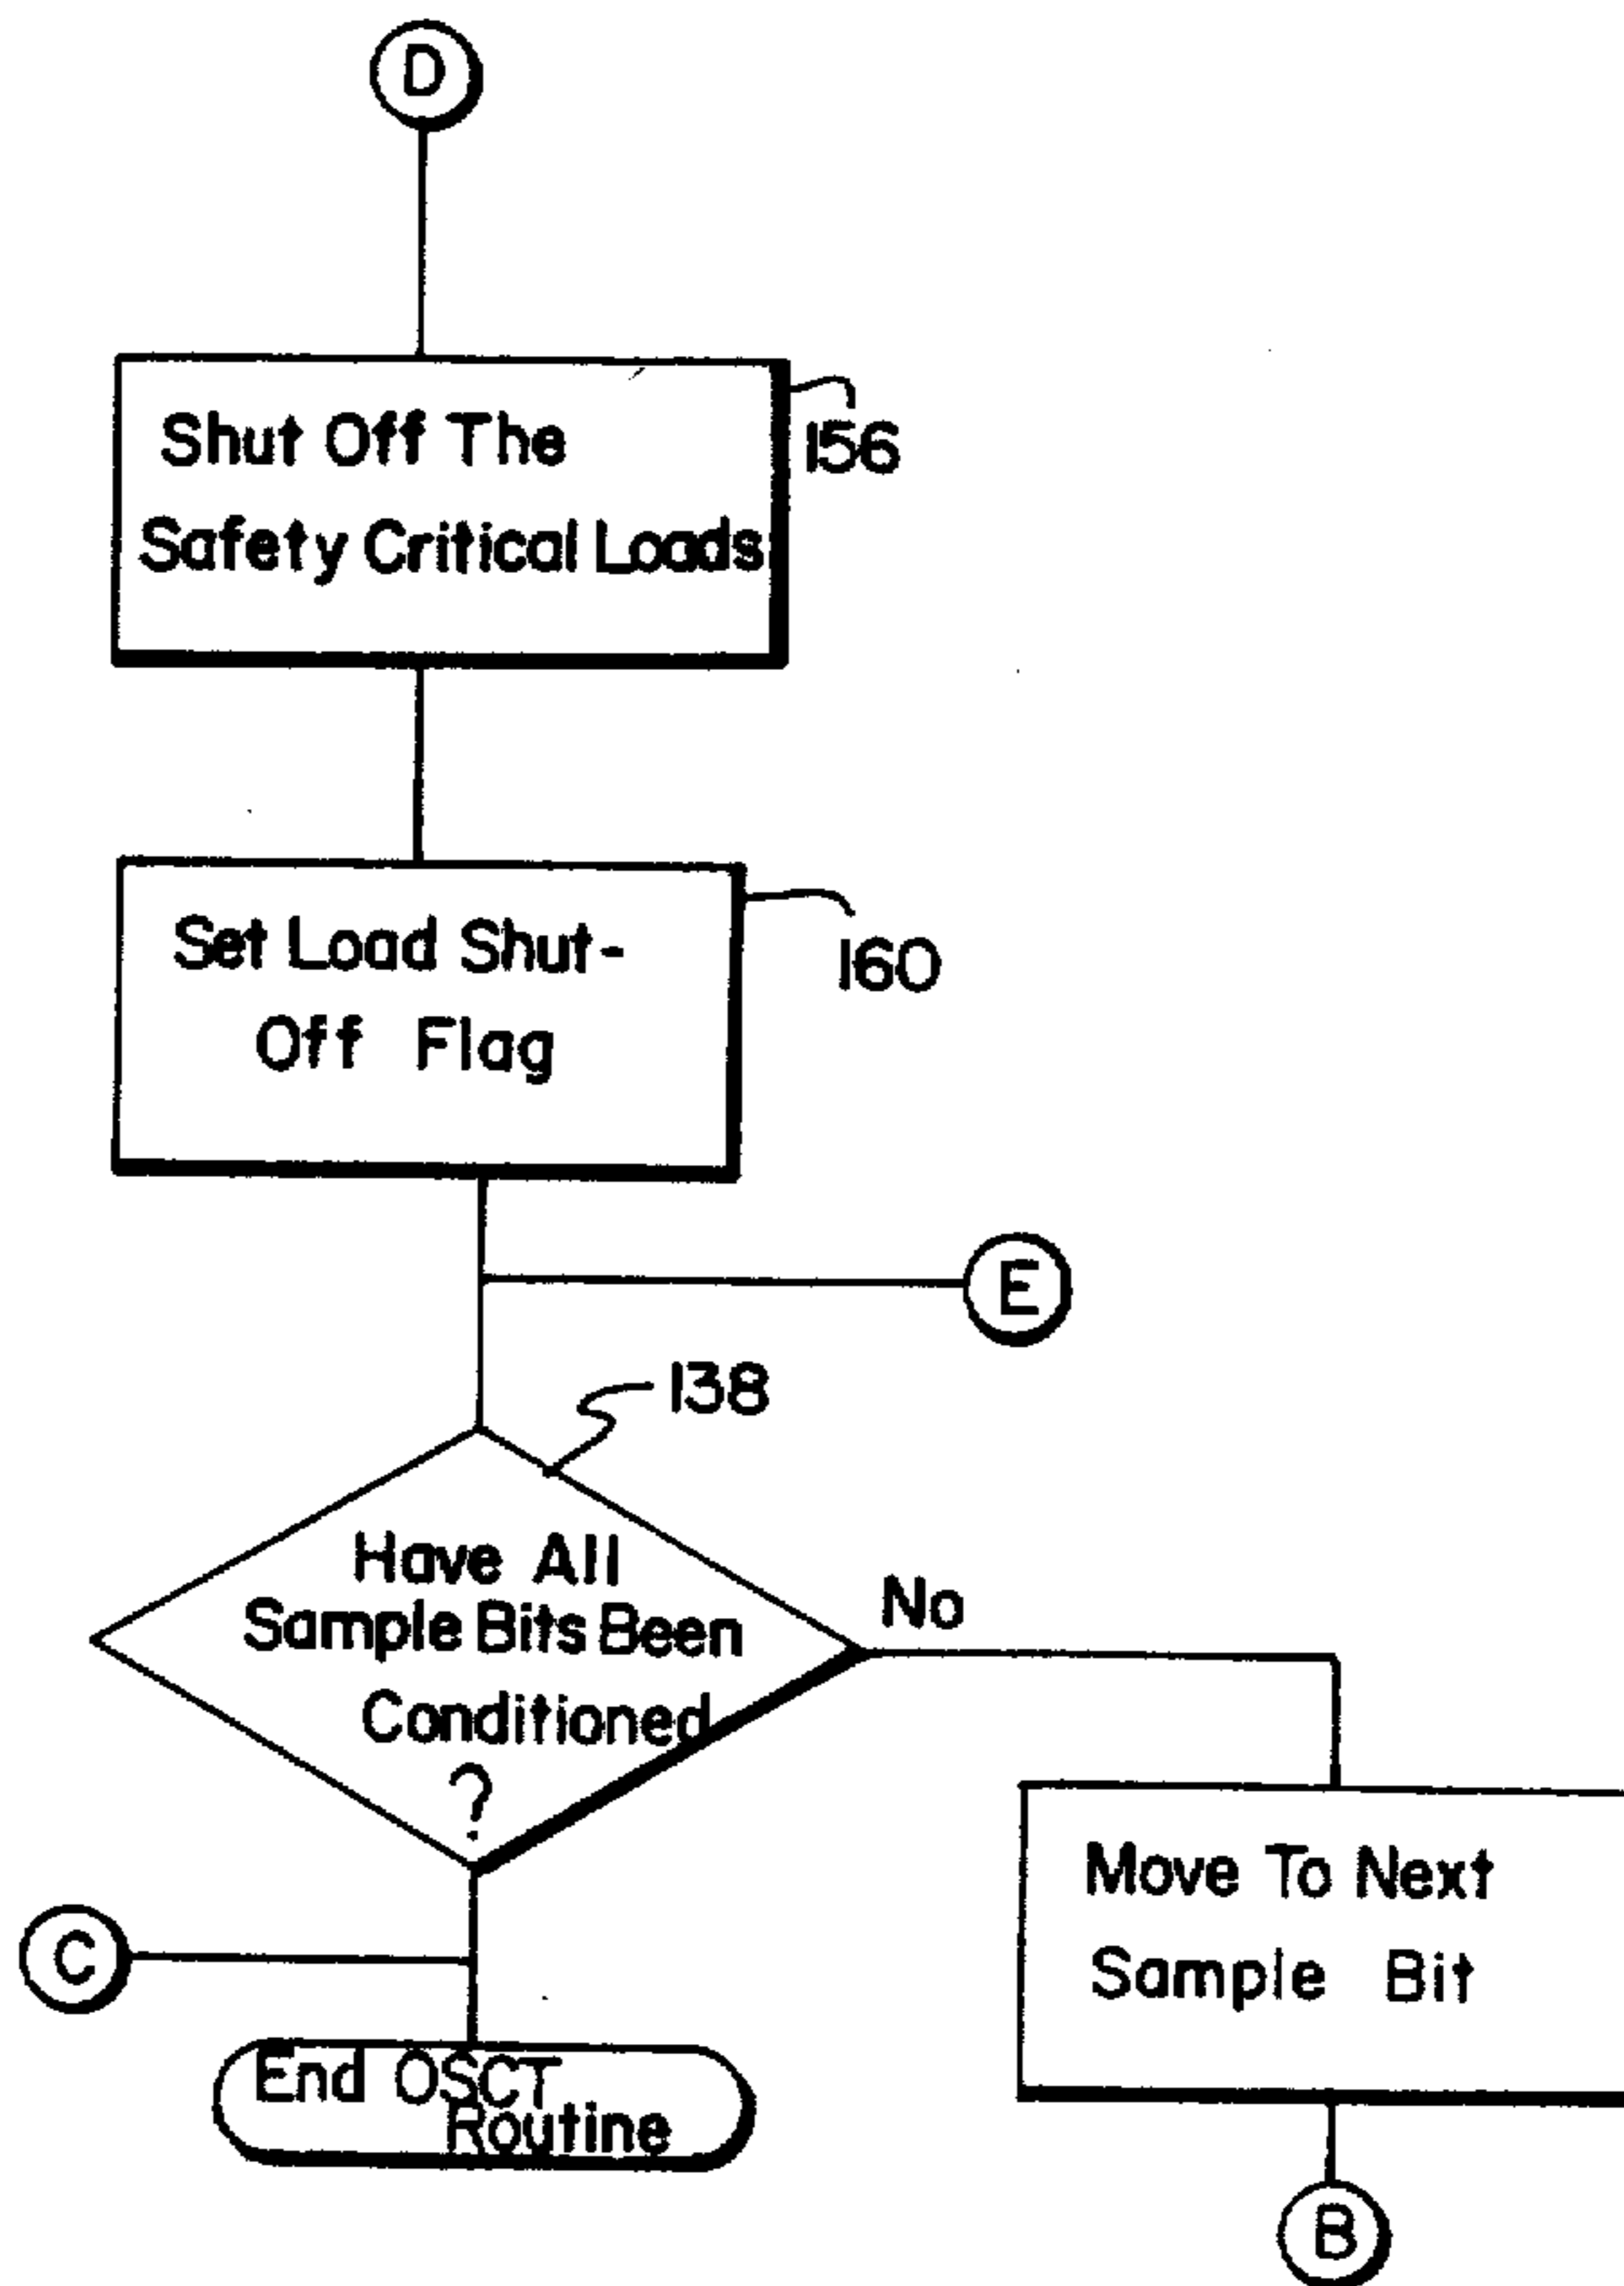 D
Shut Off The
Safety Critical Loads
156
Set Load Shut-
Off Flag
160
E
138
Have All
Sample Bits Been
Conditioned
?
No
Move To Next
Sample Bit
C
End OSCT
Routine
B